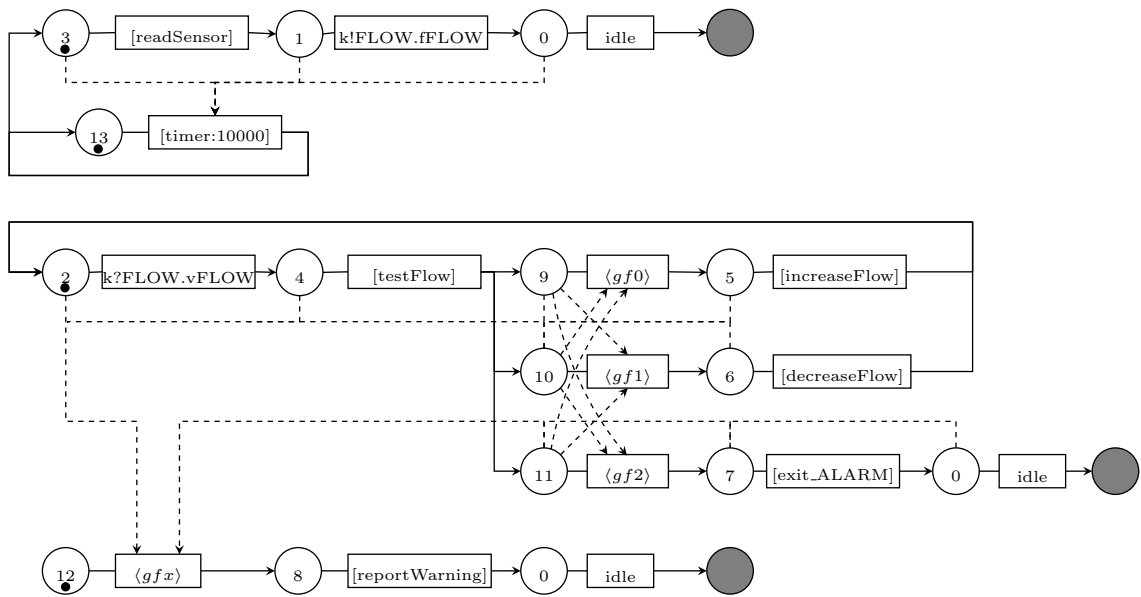 3 [readSensor] 1 k!FLOW.fFLOW 0 idle
13 [timer:10000]
2 k?FLOW.vFLOW 4 [testFlow] 9 ⟨gf0⟩ 5 [increaseFlow]
10 ⟨gf1⟩ 6 [decreaseFlow]
11 ⟨gf2⟩ 7 [exit_ALARM] 0 idle
12 ⟨gfx⟩ 8 [reportWarning] 0 idle